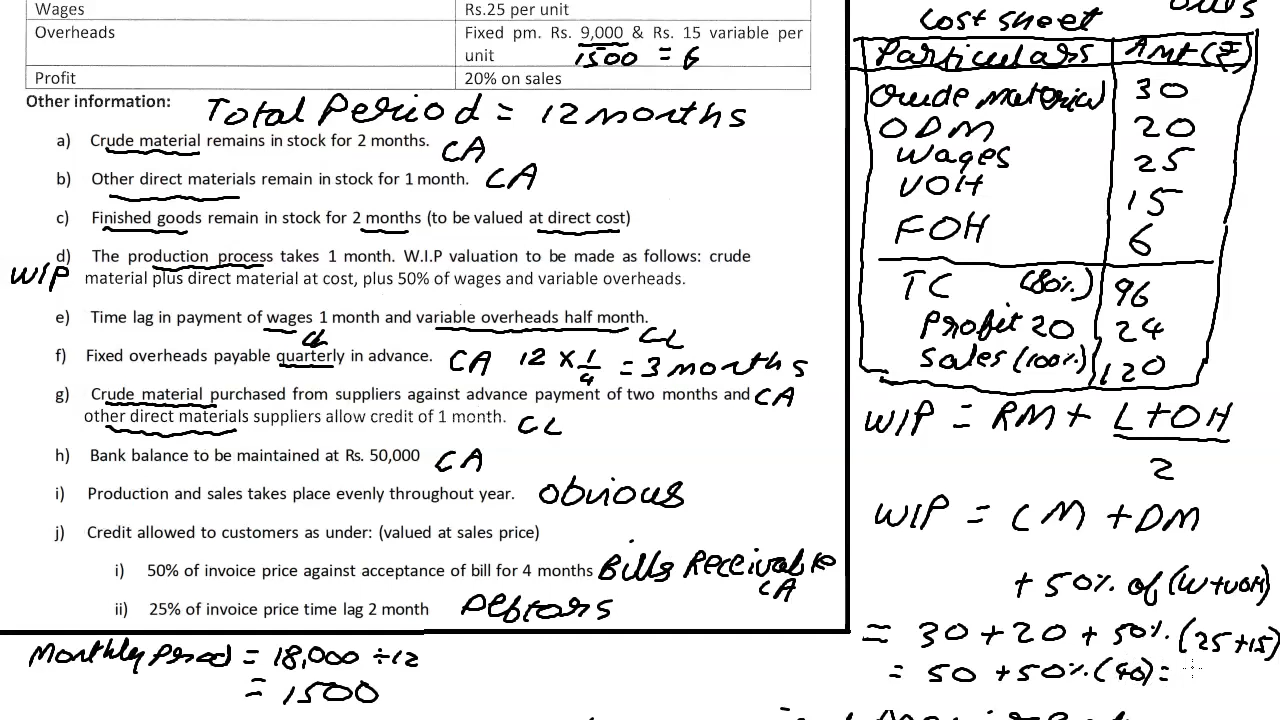 Wages Rs.25 per unit
Overheads Fixed pm. Rs. 9,000 & Rs. 15 variable per
unit 1500 = 6
Profit 20% on sales
Other information: Total Period = 12 months
a) Crude material remains in stock for 2 months. CA
b) Other direct materials remain in stock for 1 month. CA
c) Finished goods remain in stock for 2 months (to be valued at direct cost)
d) The production process takes 1 month. W.I.P valuation to be made as follows: crude
WIP material plus direct material at cost, plus 50% of wages and variable overheads.
e) Time lag in payment of wages 1 month and variable overheads half month.
CL CL
f) Fixed overheads payable quarterly in advance. CA 12 × 1/4 = 3 months
g) Crude material purchased from suppliers against advance payment of two months and CA
other direct materials suppliers allow credit of 1 month. CL
h) Bank balance to be maintained at Rs. 50,000 CA
i) Production and sales takes place evenly throughout year. obvious
j) Credit allowed to customers as under: (valued at sales price)
i) 50% of invoice price against acceptance of bill for 4 months Bills Receivable
CA
ii) 25% of invoice price time lag 2 month Debtors
Monthly Period = 18,000 ÷ 12
= 1500
Cost sheet
Particulars Amt (₹)
Crude material 30
ODM 20
Wages 25
VOH 15
FOH 6
TC (80%) 96
Profit 20 24
Sales (100%) 120
WIP = RM + L+OH
2
WIP = CM + DM
+ 50% of (W+VOH)
= 30 + 20 + 50% (25+15)
= 50 + 50% (40) =